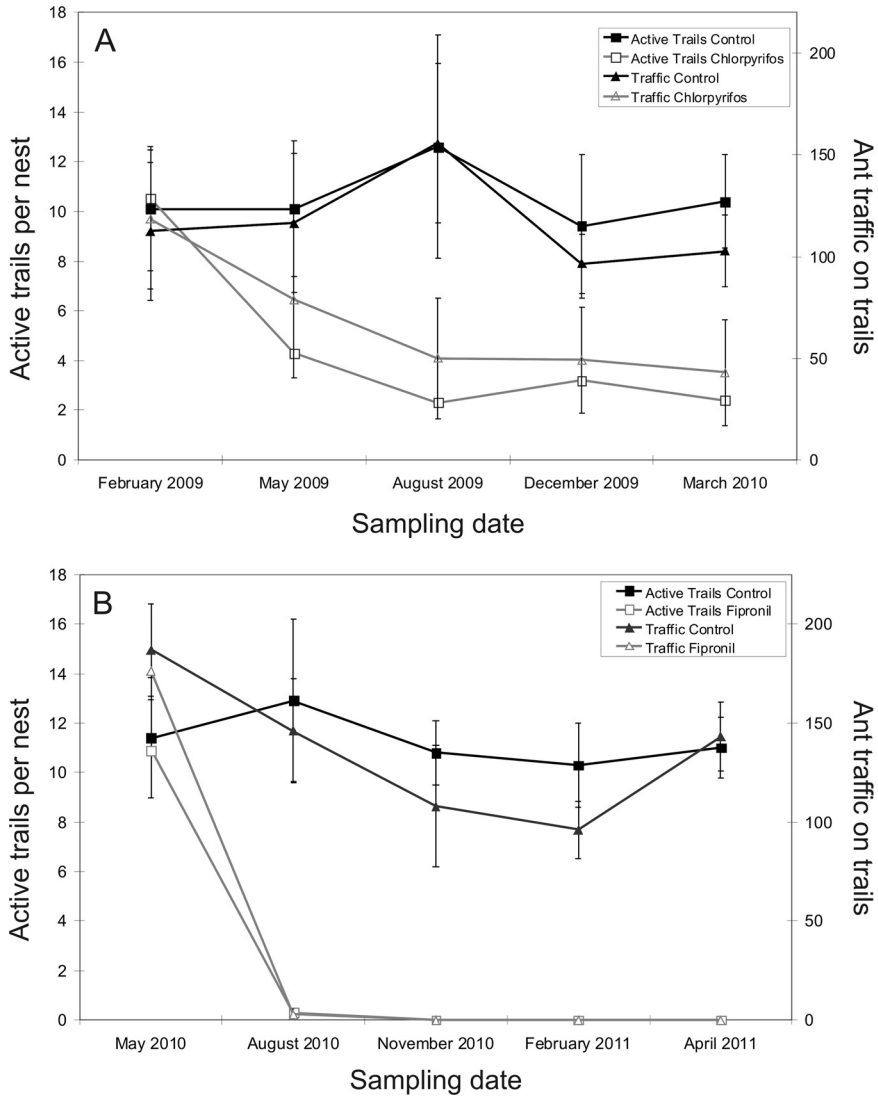 A
Active Trails Control
Active Trails Chlorpyrifos
Traffic Control
Traffic Chlorpyrifos
Active trails per nest
18
16
14
12
10
8
6
4
2
0
Ant traffic on trails
200
150
100
50
0
February 2009 May 2009 August 2009 December 2009 March 2010
Sampling date
B
Active Trails Control
Active Trails Fipronil
Traffic Control
Traffic Fipronil
Active trails per nest
18
16
14
12
10
8
6
4
2
0
Ant traffic on trails
200
150
100
50
0
May 2010 August 2010 November 2010 February 2011 April 2011
Sampling date